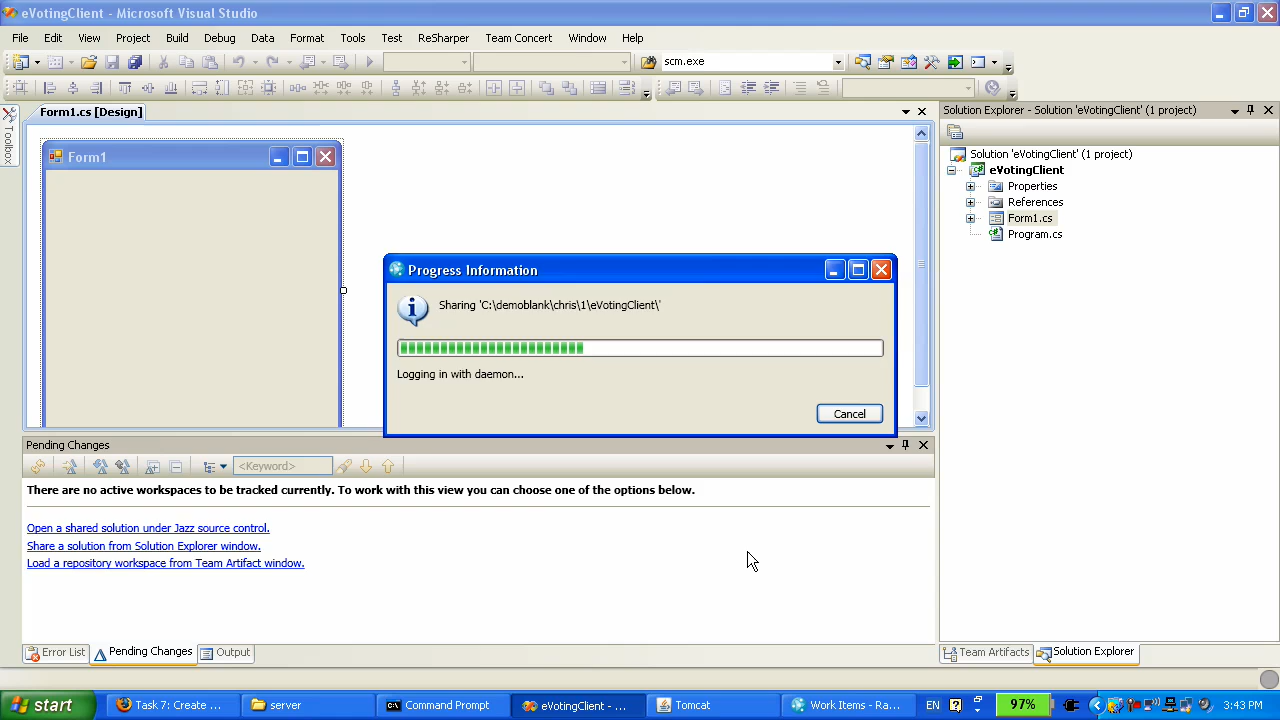 eVotingClient - Microsoft Visual Studio
File Edit View Project Build Debug Data Format Tools Test ReSharper Team Concert Window Help
scm.exe
Toolbox
Form1.cs [Design]
Form1
Solution Explorer - Solution 'eVotingClient' (1 project)
Solution 'eVotingClient' (1 project)
eVotingClient
Properties
References
Form1.cs
Program.cs
Progress Information
Sharing 'C:\demoblank\chris\1\eVotingClient\'
Logging in with daemon...
Cancel
Pending Changes
<Keyword>
There are no active workspaces to be tracked currently. To work with this view you can choose one of the options below.
Open a shared solution under Jazz source control.
Share a solution from Solution Explorer window.
Load a repository workspace from Team Artifact window.
Error List Pending Changes Output
Team Artifacts Solution Explorer
start Task 7: Create ... server Command Prompt eVotingClient - ... Tomcat Work Items - Ra... EN 97% 3:43 PM